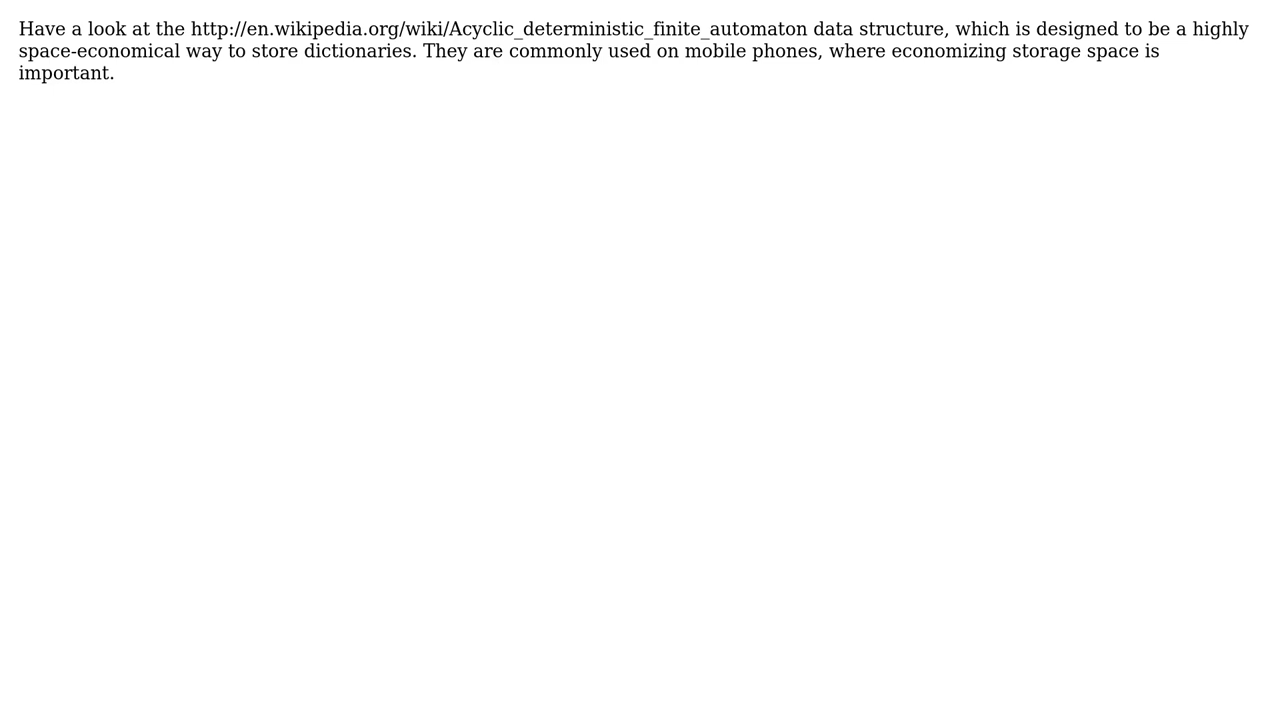 Have a look at the http://en.wikipedia.org/wiki/Acyclic_deterministic_finite_automaton data structure, which is designed to be a highly
space-economical way to store dictionaries. They are commonly used on mobile phones, where economizing storage space is
important.